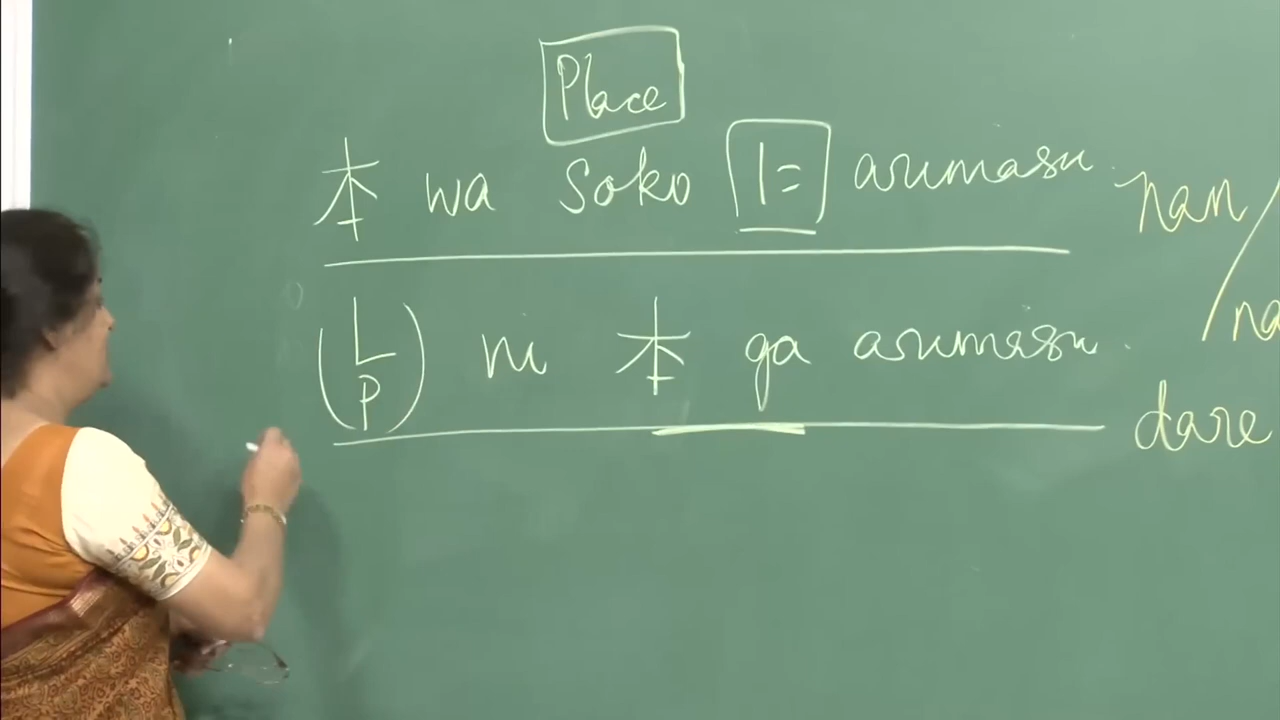 Place
本 wa soko に arimasu.
nan/
L
P
ni 本 ga arimasu.
dare